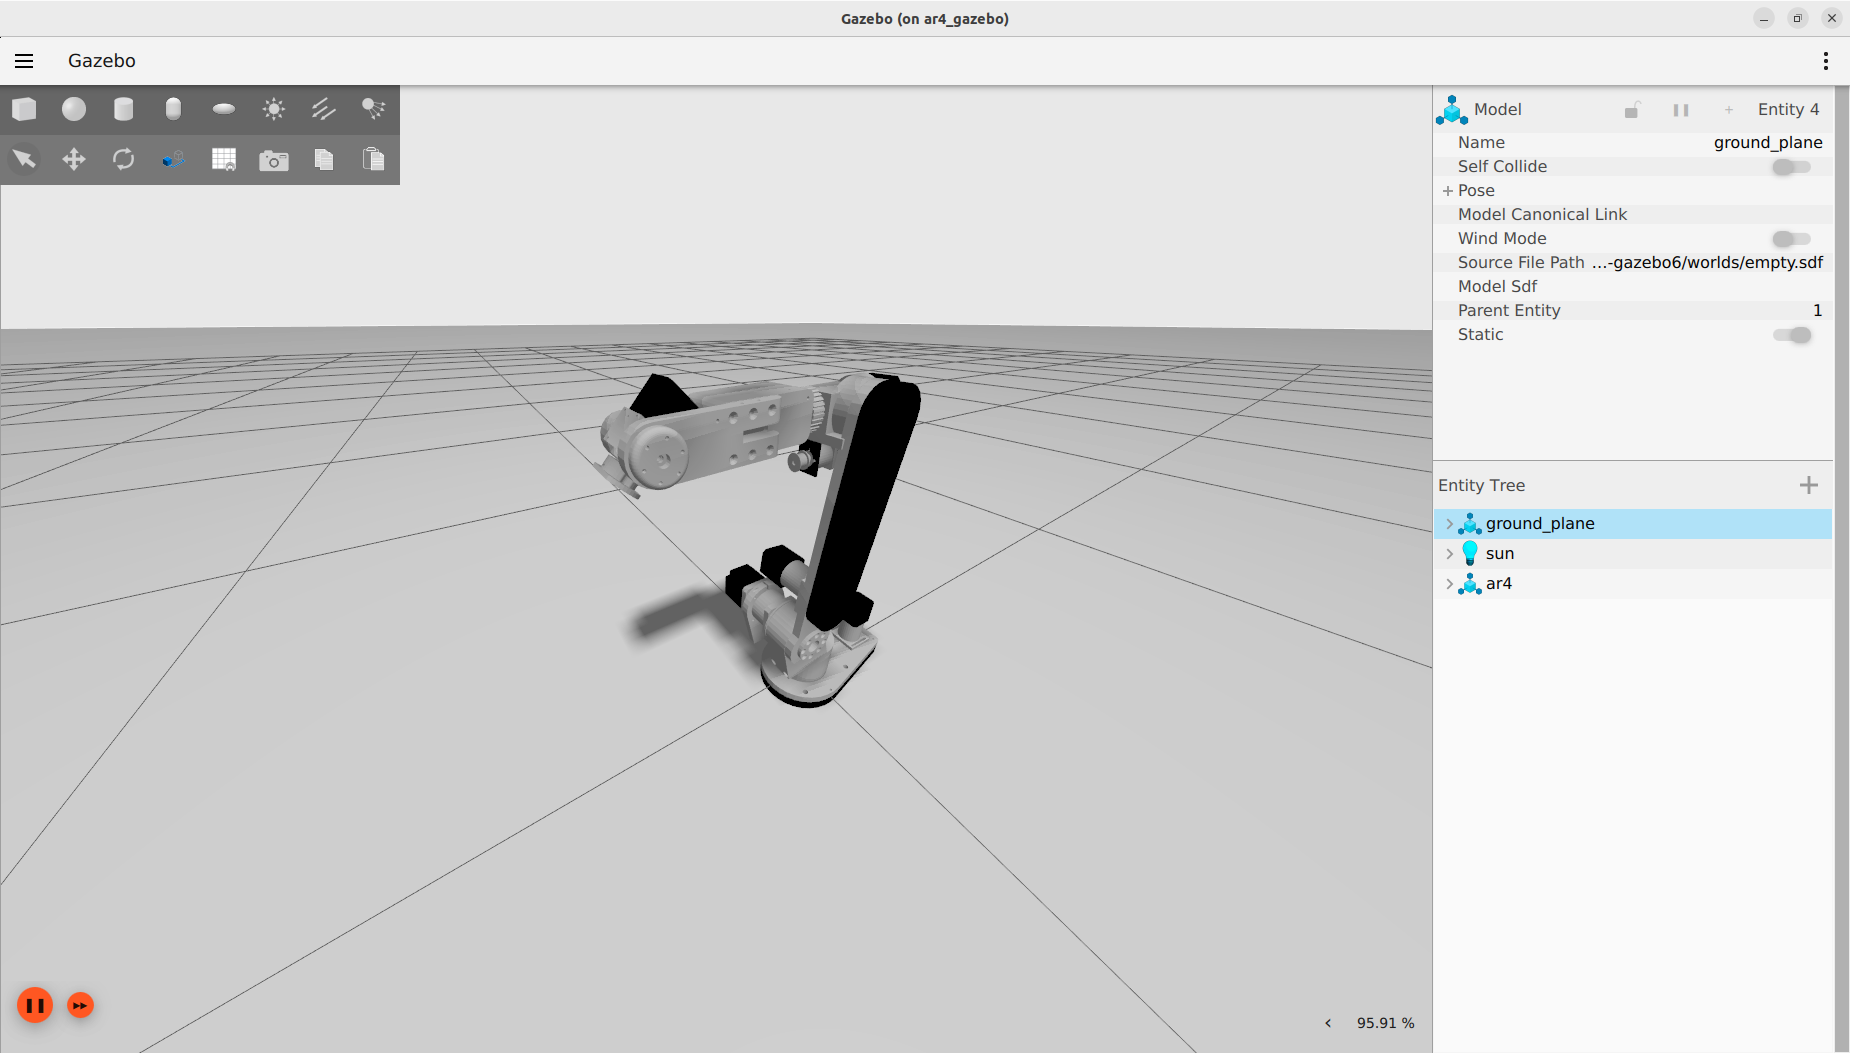 Gazebo (on ar4_gazebo)
Gazebo
Model
Entity 4
Name ground_plane
Self Collide
Pose
Model Canonical Link
Wind Mode
Source File Path ...-gazebo6/worlds/empty.sdf
Model Sdf
Parent Entity 1
Static
Entity Tree
ground_plane
sun
ar4
95.91 %